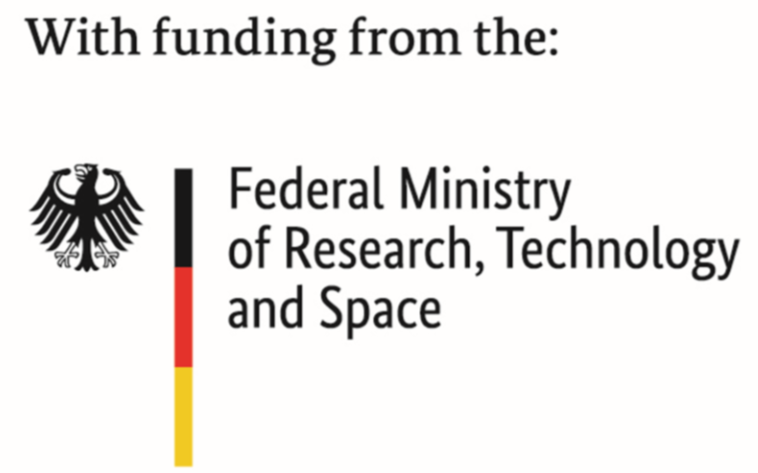 With funding from the:
Federal Ministry
of Research, Technology
and Space